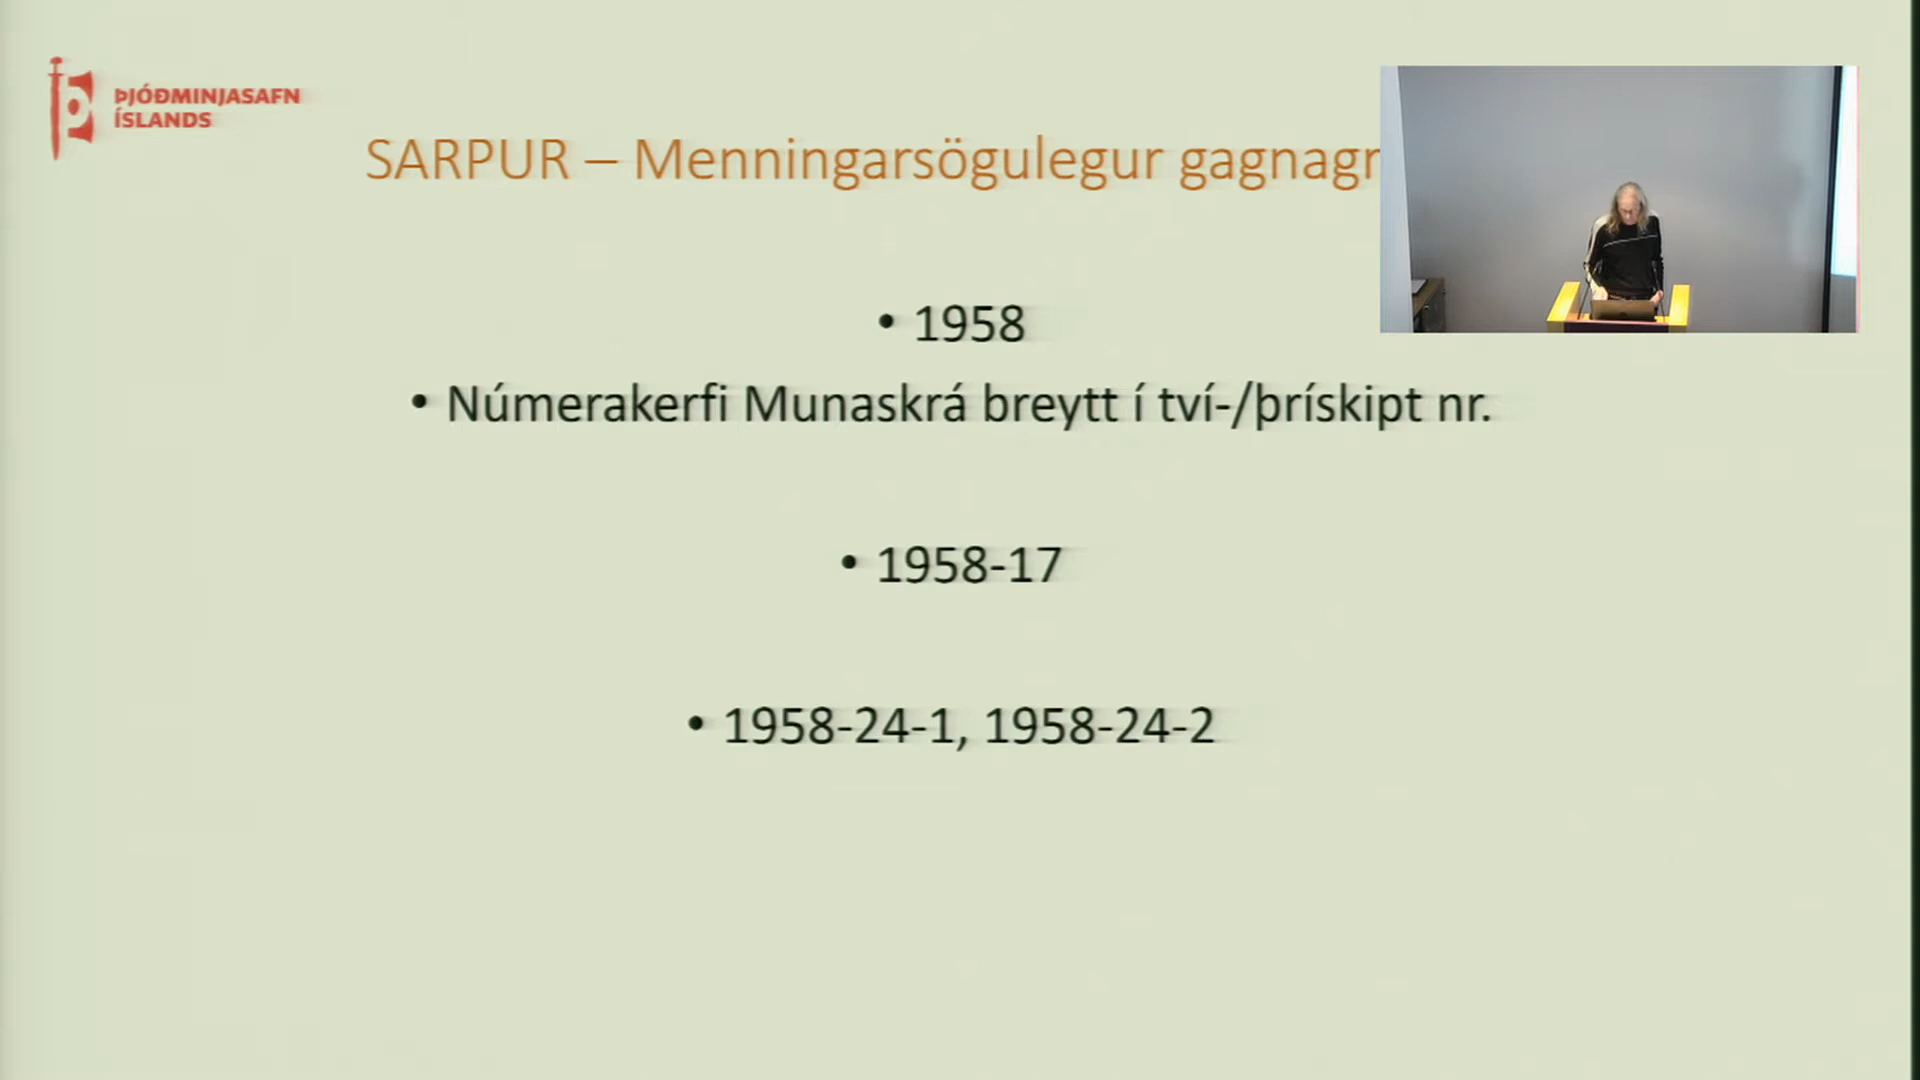 ÞJÓÐMINJASAFN
ÍSLANDS
SARPUR – Menningarsögulegur
• 1958
• Númerakerfi Munaskrá breytt í tví-/þrískipt nr.
• 1958-17
• 1958-24-1, 1958-24-2